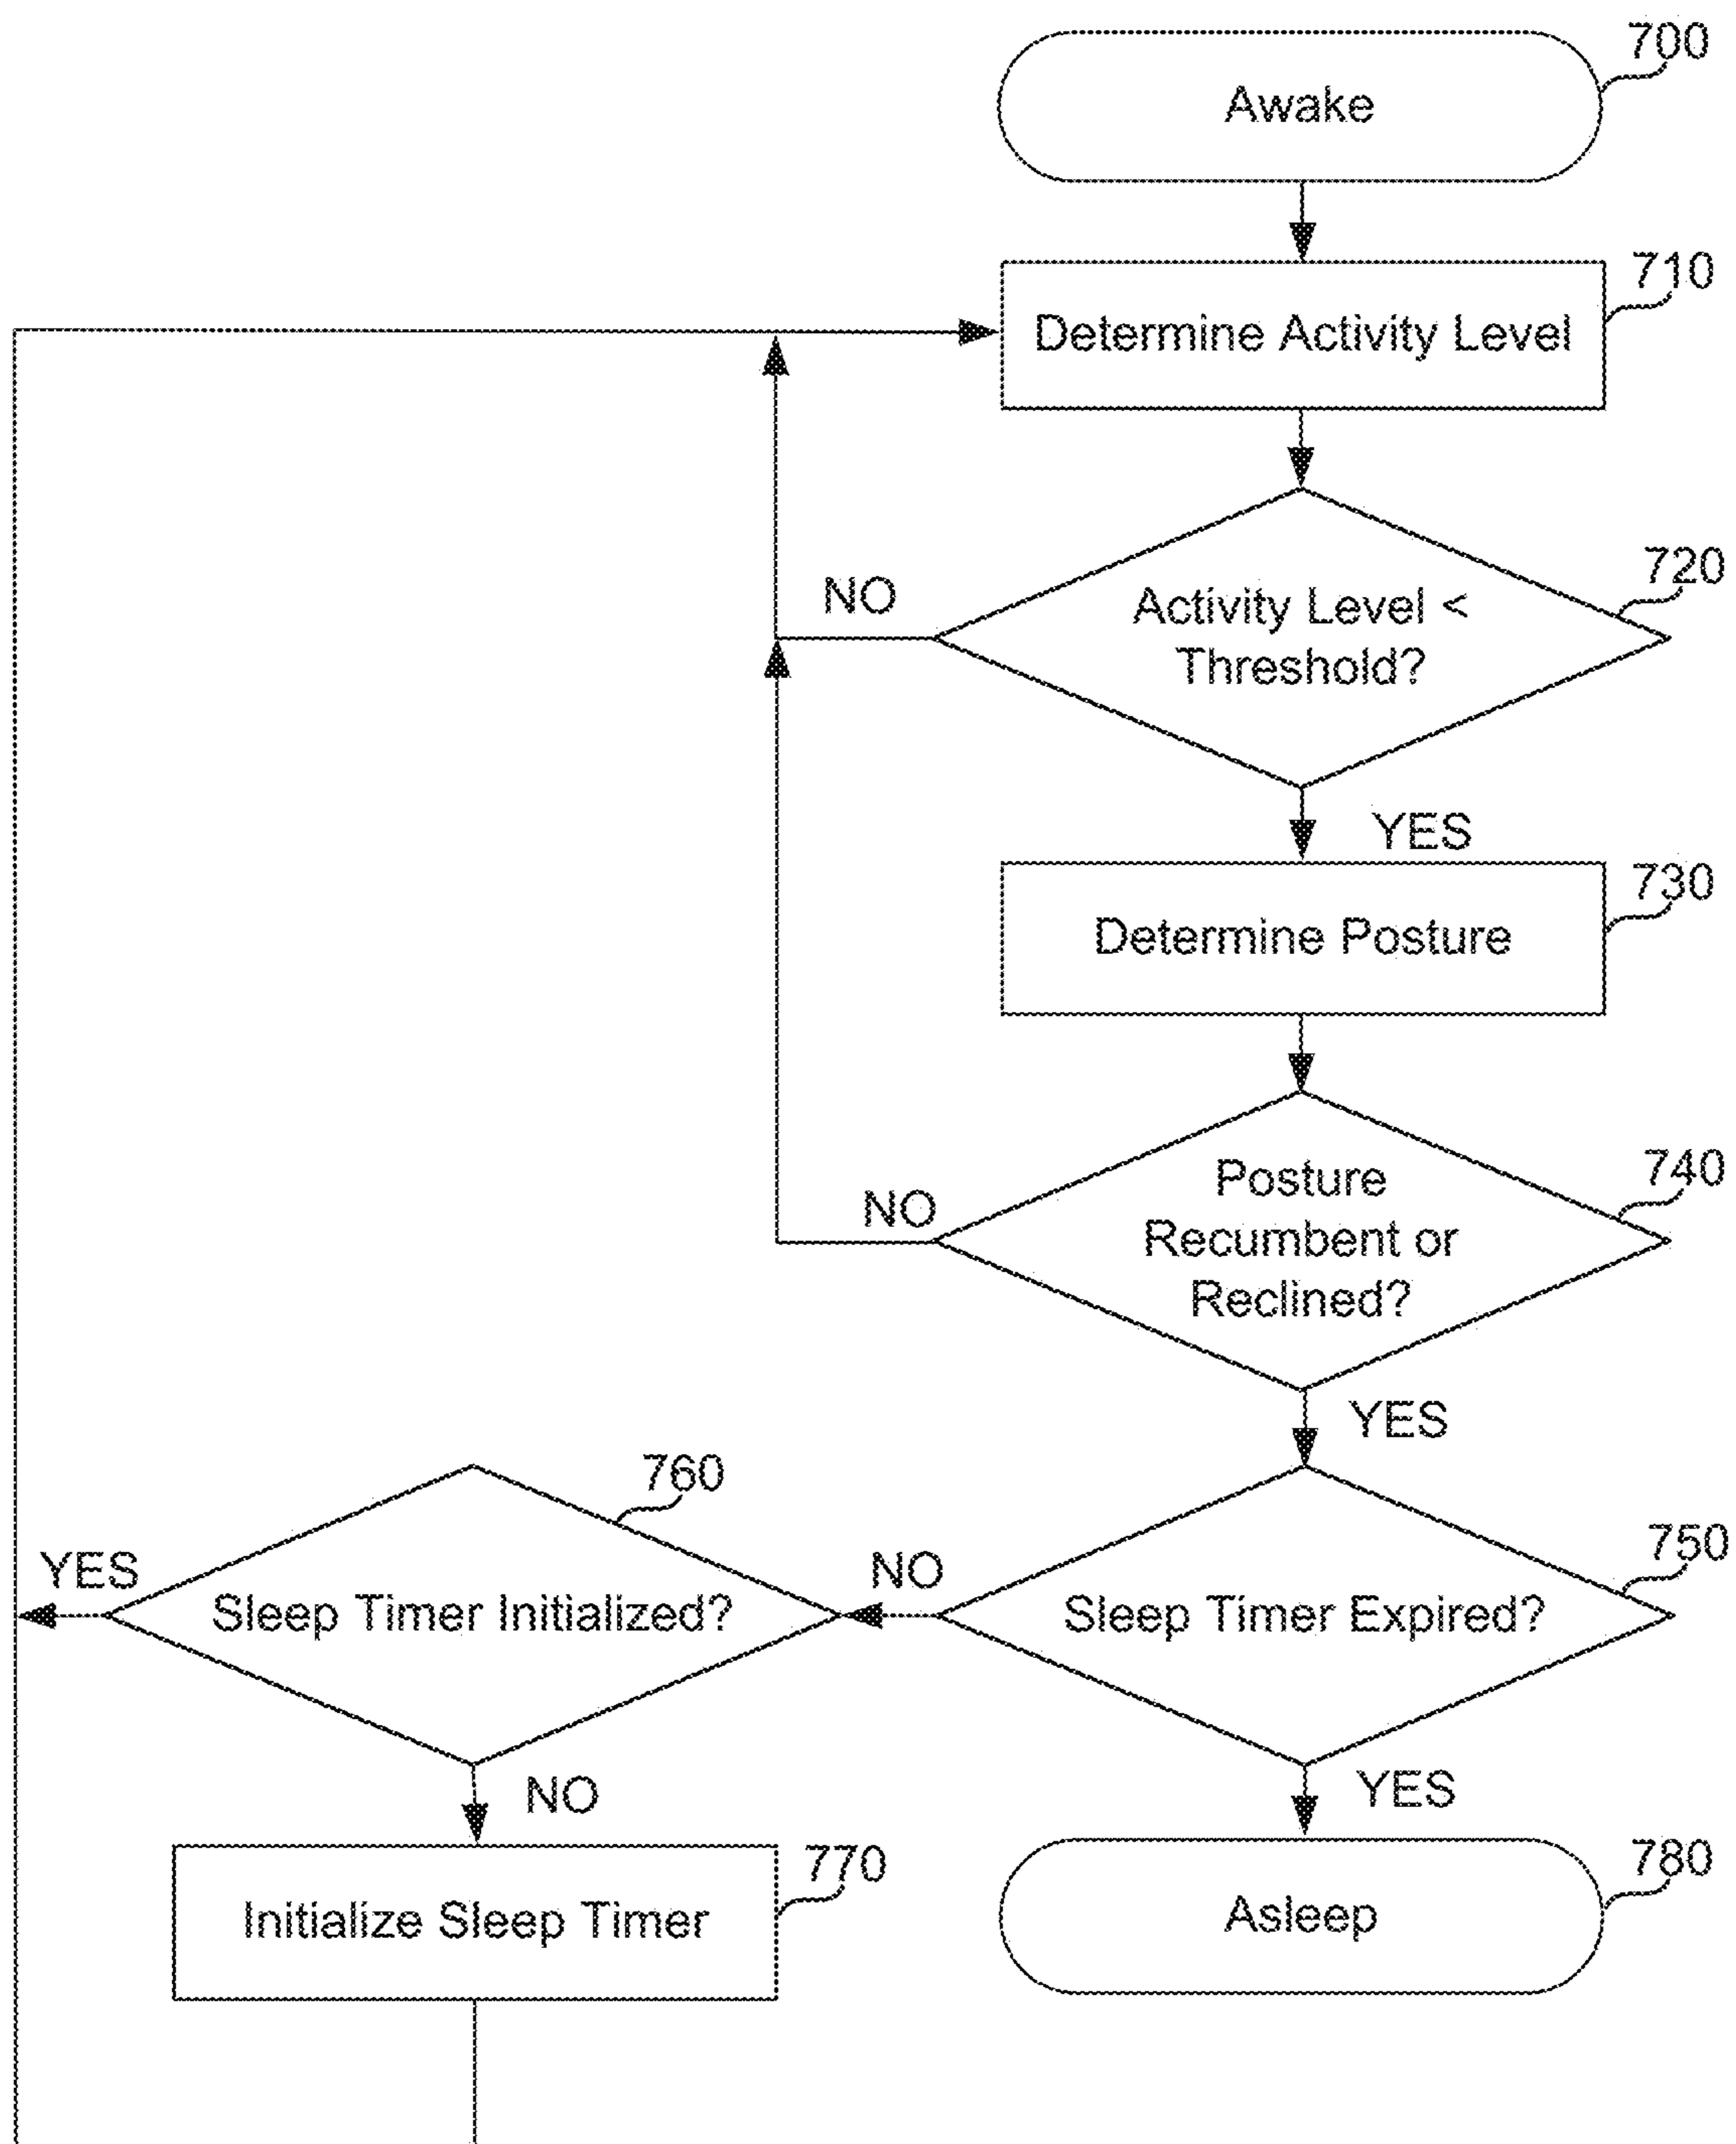 700
Awake
710
Determine Activity Level
720
NO
Activity Level <
Threshold?
YES
730
Determine Posture
740
NO
Posture
Recumbent or
Reclined?
YES
760
750
YES
Sleep Timer Initialized?
NO
Sleep Timer Expired?
NO
YES
770
Initialize Sleep Timer
780
Asleep